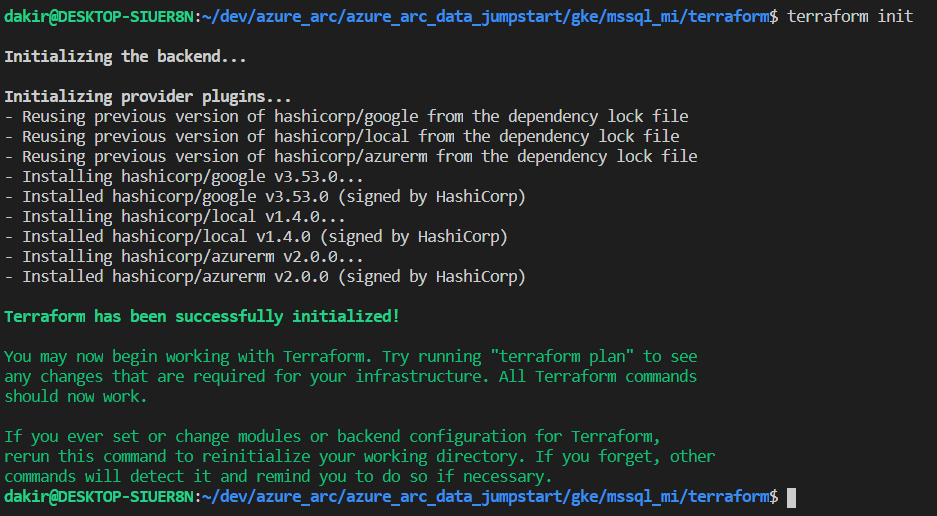 dakir@DESKTOP-SIUER8N:~/dev/azure_arc/azure_arc_data_jumpstart/gke/mssql_mi/terraform$ terraform init
Initializing the backend...
Initializing provider plugins...
- Reusing previous version of hashicorp/google from the dependency lock file
- Reusing previous version of hashicorp/local from the dependency lock file
- Reusing previous version of hashicorp/azurerm from the dependency lock file
- Installing hashicorp/google v3.53.0...
- Installed hashicorp/google v3.53.0 (signed by HashiCorp)
- Installing hashicorp/local v1.4.0...
- Installed hashicorp/local v1.4.0 (signed by HashiCorp)
- Installing hashicorp/azurerm v2.0.0...
- Installed hashicorp/azurerm v2.0.0 (signed by HashiCorp)
Terraform has been successfully initialized!
You may now begin working with Terraform. Try running "terraform plan" to see
any changes that are required for your infrastructure. All Terraform commands
should now work.
If you ever set or change modules or backend configuration for Terraform,
rerun this command to reinitialize your working directory. If you forget, other
commands will detect it and remind you to do so if necessary.
dakir@DESKTOP-SIUER8N:~/dev/azure_arc/azure_arc_data_jumpstart/gke/mssql_mi/terraform$